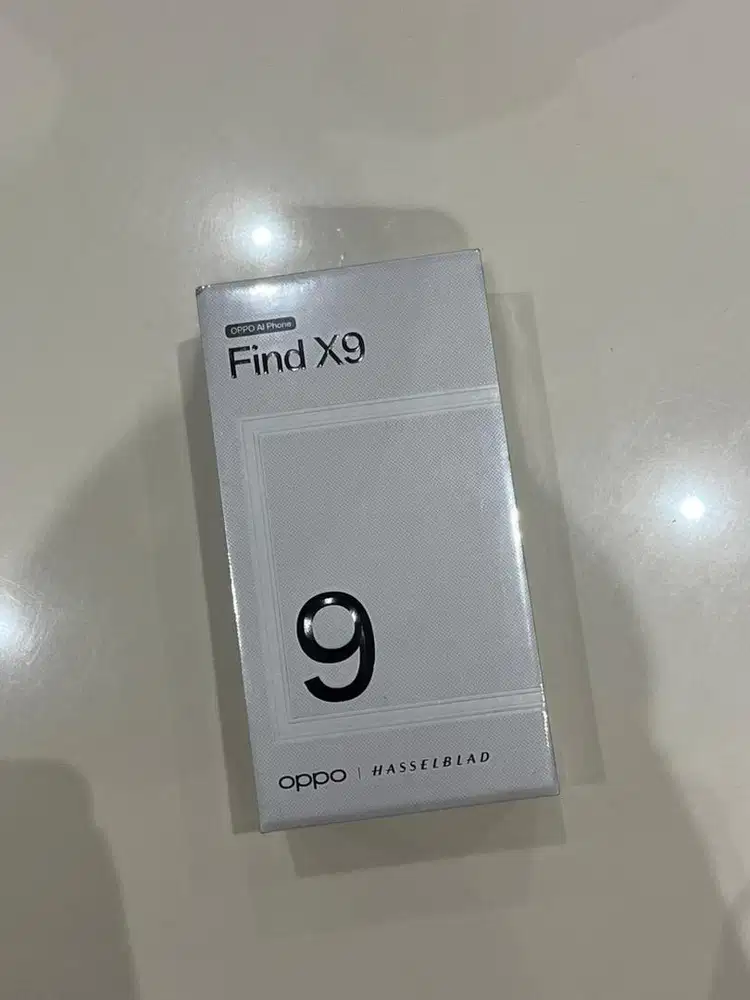 OPPO AI Phone
Find X9
9
oppo | HASSELBLAD